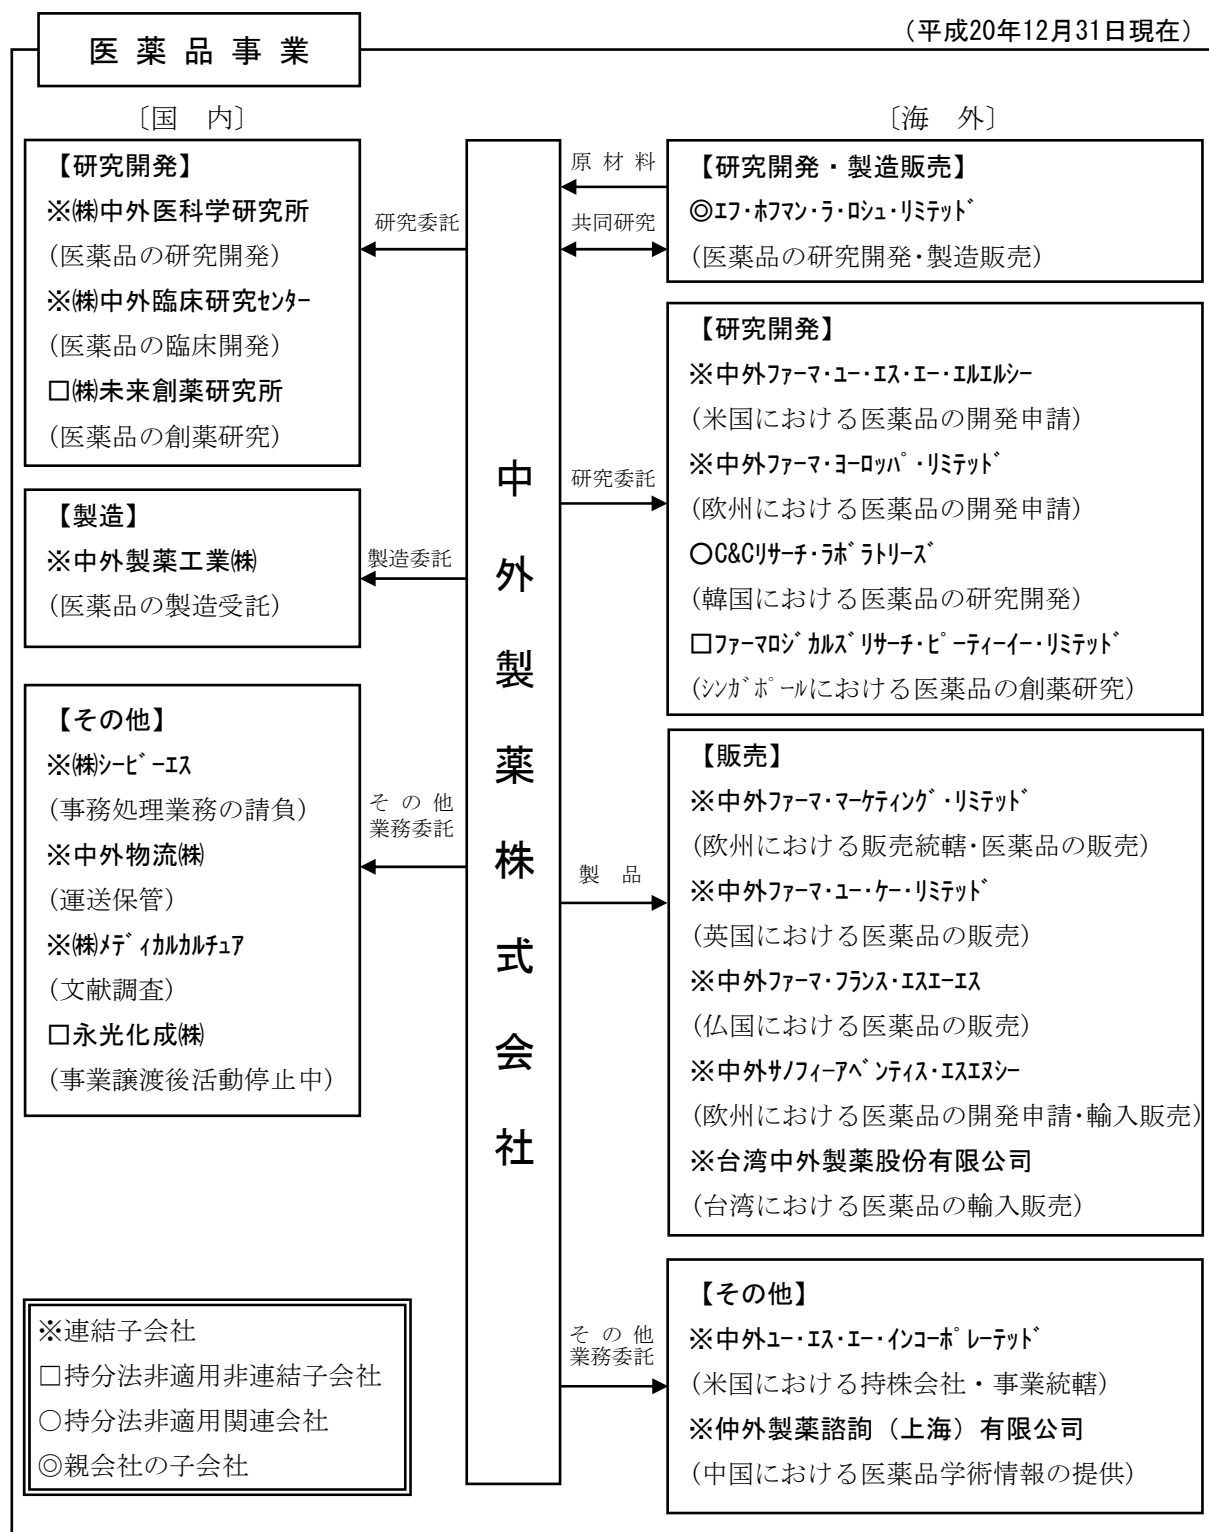 医薬品事業
(平成20年12月31日現在)
〔国 内〕
【研究開発】
※㈱中外医科学研究所
(医薬品の研究開発)
※㈱中外臨床研究ｾﾝﾀｰ
(医薬品の臨床開発)
□㈱未来創薬研究所
(医薬品の創薬研究)
研究委託
【製造】
※中外製薬工業㈱
(医薬品の製造受託)
製造委託
【その他】
※㈱ｼｰﾋﾞｰｴｽ
(事務処理業務の請負)
※中外物流㈱
(運送保管)
※㈱ﾒﾃﾞｨｶﾙｶﾙﾁｭｱ
(文献調査)
□永光化成㈱
(事業譲渡後活動停止中)
その他
業務委託
中外製薬株式会社
〔海 外〕
原材料
共同研究
【研究開発・製造販売】
◎ｴﾌ･ﾎﾌﾏﾝ･ﾗ･ﾛｼｭ･ﾘﾐﾃｯﾄﾞ
(医薬品の研究開発･製造販売)
研究委託
【研究開発】
※中外ﾌｧｰﾏ･ﾕｰ･ｴｽ･ｴｰ･ｴﾙｴﾙｼｰ
(米国における医薬品の開発申請)
※中外ﾌｧｰﾏ･ﾖｰﾛｯﾊﾟ･ﾘﾐﾃｯﾄﾞ
(欧州における医薬品の開発申請)
○C&Cﾘｻｰﾁ･ﾗﾎﾞﾗﾄﾘｰｽﾞ
(韓国における医薬品の研究開発)
□ﾌｧｰﾏﾛｼﾞｶﾙｽﾞﾘｻｰﾁ･ﾋﾟｰﾃｨｰｲｰ･ﾘﾐﾃｯﾄﾞ
(ｼﾝｶﾞﾎﾟｰﾙにおける医薬品の創薬研究)
製 品
【販売】
※中外ﾌｧｰﾏ･ﾏｰｹﾃｨﾝｸﾞ･ﾘﾐﾃｯﾄﾞ
(欧州における販売統轄･医薬品の販売)
※中外ﾌｧｰﾏ･ﾕｰ･ｹｰ･ﾘﾐﾃｯﾄﾞ
(英国における医薬品の販売)
※中外ﾌｧｰﾏ･ﾌﾗﾝｽ･ｴｽｴｰｴｽ
(仏国における医薬品の販売)
※中外ｻﾉﾌｨｰｱﾍﾞﾝﾃｨｽ･ｴｽｴﾇｼｰ
(欧州における医薬品の開発申請･輸入販売)
※台湾中外製薬股份有限公司
(台湾における医薬品の輸入販売)
その他
業務委託
【その他】
※中外ﾕｰ･ｴｽ･ｴｰ･ｲﾝｺｰﾎﾟﾚｰﾃｯﾄﾞ
(米国における持株会社・事業統轄)
※仲外製薬諮詢（上海）有限公司
(中国における医薬品学術情報の提供)
※連結子会社
□持分法非適用非連結子会社
○持分法非適用関連会社
◎親会社の子会社